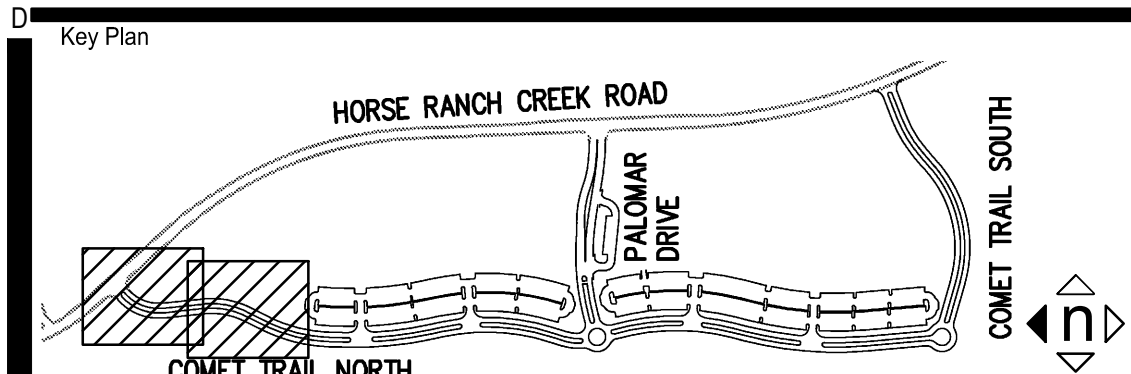 D
Key Plan
HORSE RANCH CREEK ROAD
PALOMAR
DRIVE
COMET TRAIL SOUTH
n
COMET TRAIL NORTH